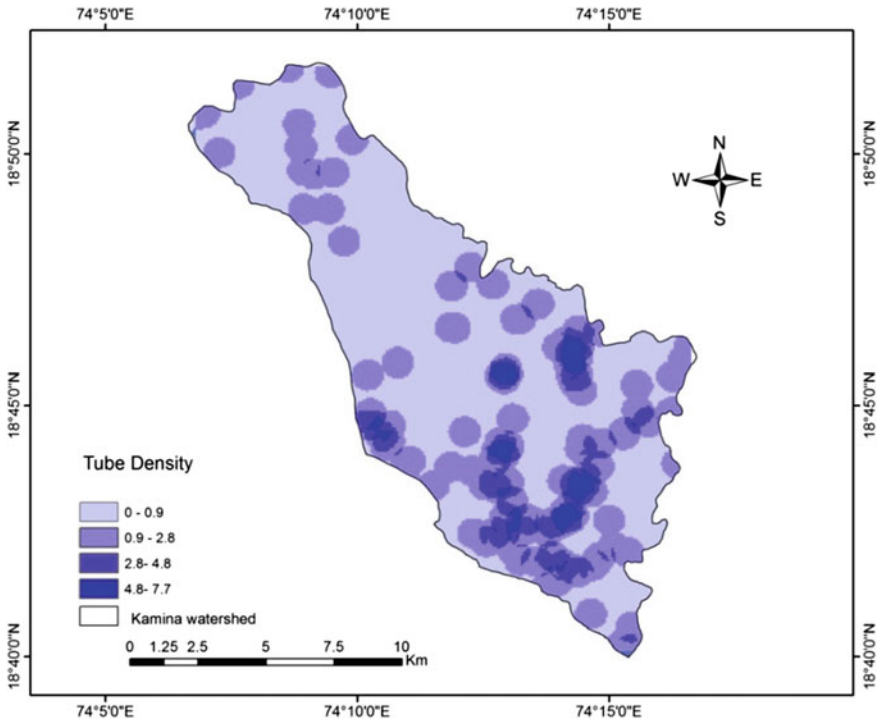 74°5'0"E 74°10'0"E 74°15'0"E
18°50'0"N 18°50'0"N
N
W E
S
18°45'0"N 18°45'0"N
Tube Density
0 - 0.9
0.9 - 2.8
2.8- 4.8
4.8- 7.7
Kamina watershed
0 1.25 2.5 5 7.5 10
Km
18°40'0"N 18°40'0"N
74°5'0"E 74°10'0"E 74°15'0"E